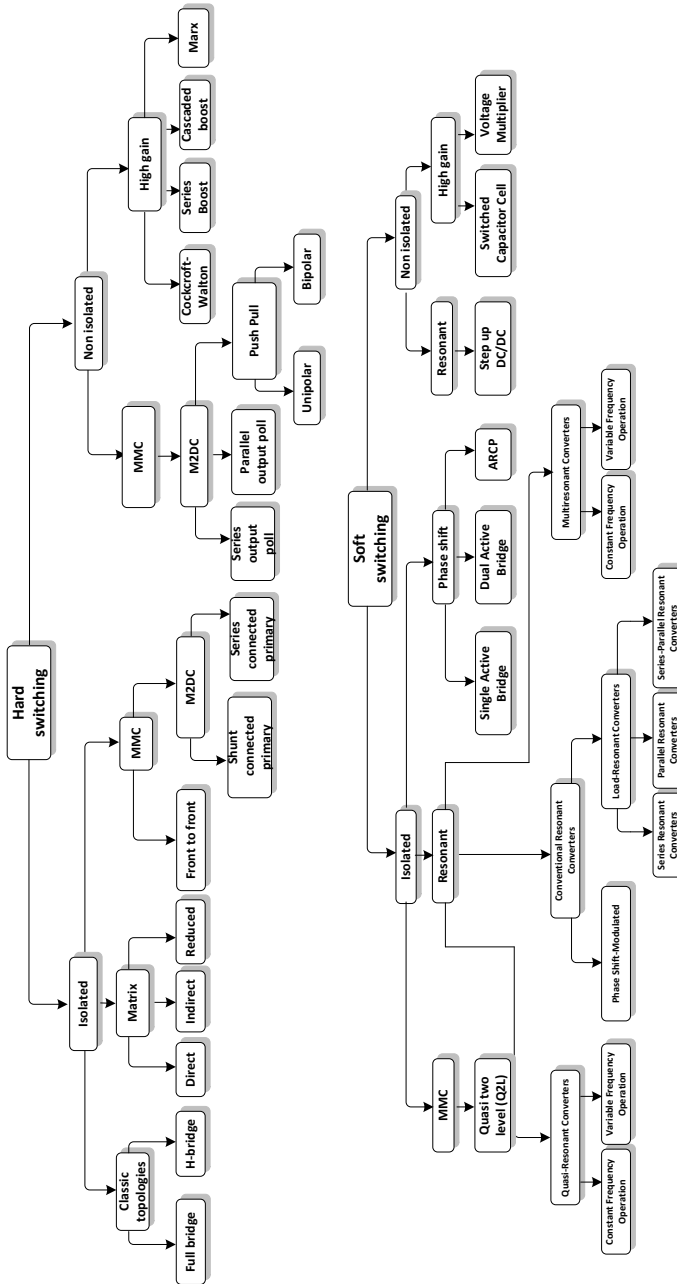 Hard
switching
Isolated
Non isolated
Classic
topologies
Matrix
MMC
MMC
High gain
Full bridge
H-bridge
Direct
Indirect
Reduced
Front to front
M2DC
M2DC
Cockcroft-
Walton
Series
Boost
Cascaded
boost
Marx
Shunt
connected
primary
Series
connected
primary
Series
output
poll
Parallel
output poll
Push Pull
Unipolar
Bipolar
Soft
switching
Isolated
Non isolated
MMC
Resonant
Phase shift
Resonant
High gain
Quasi two
level (Q2L)
Single Active
Bridge
Dual Active
Bridge
ARCP
Step up
DC/DC
Switched
Capacitor Cell
Voltage
Multiplier
Quasi-Resonant Converters
Conventional Resonant
Converters
Multiresonant Converters
Constant Frequency
Operation
Variable Frequency
Operation
Phase Shift-Modulated
Load-Resonant Converters
Constant Frequency
Operation
Variable Frequency
Operation
Series Resonant
Converters
Parallel Resonant
Converters
Series-Parallel Resonant
Converters